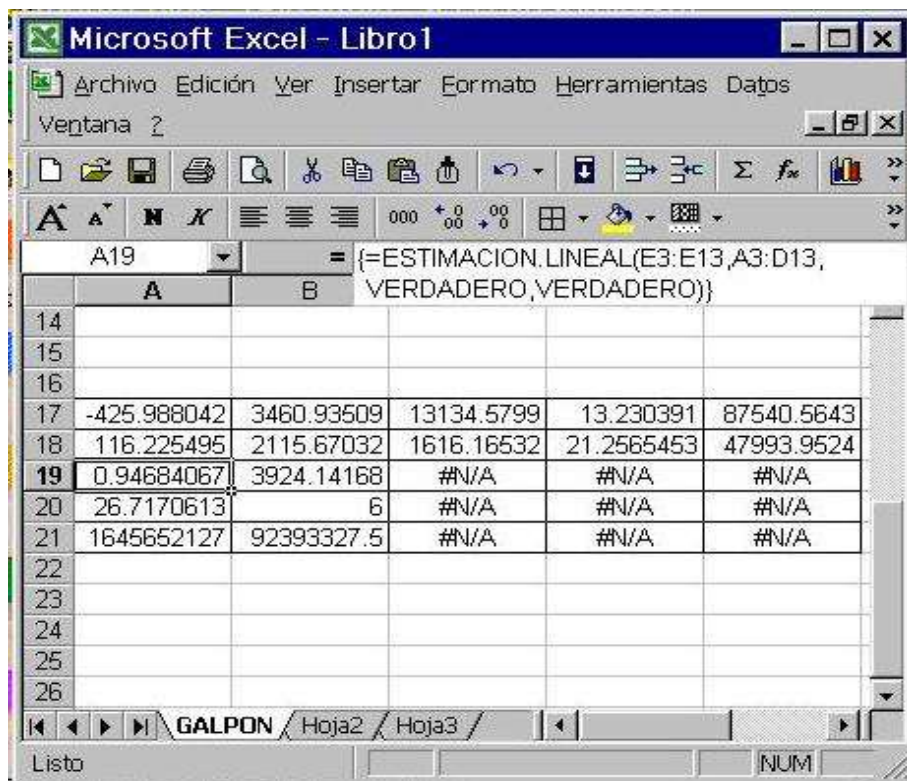 Microsoft Excel - Libro1
Archivo Edición Ver Insertar Formato Herramientas Datos
Ventana ?
A A N K 000
A19 = {=ESTIMACION.LINEAL(E3:E13,A3:D13,
VERDADERO,VERDADERO)}
A B
14
15
16
17 -425.988042 3460.93509 13134.5799 13.230391 87540.5643
18 116.225495 2115.67032 1616.16532 21.2565453 47993.9524
19 0.94684067 3924.14168 #N/A #N/A #N/A
20 26.7170613 6 #N/A #N/A #N/A
21 1645652127 92393327.5 #N/A #N/A #N/A
22
23
24
25
26
GALPON Hoja2 Hoja3
Listo NUM